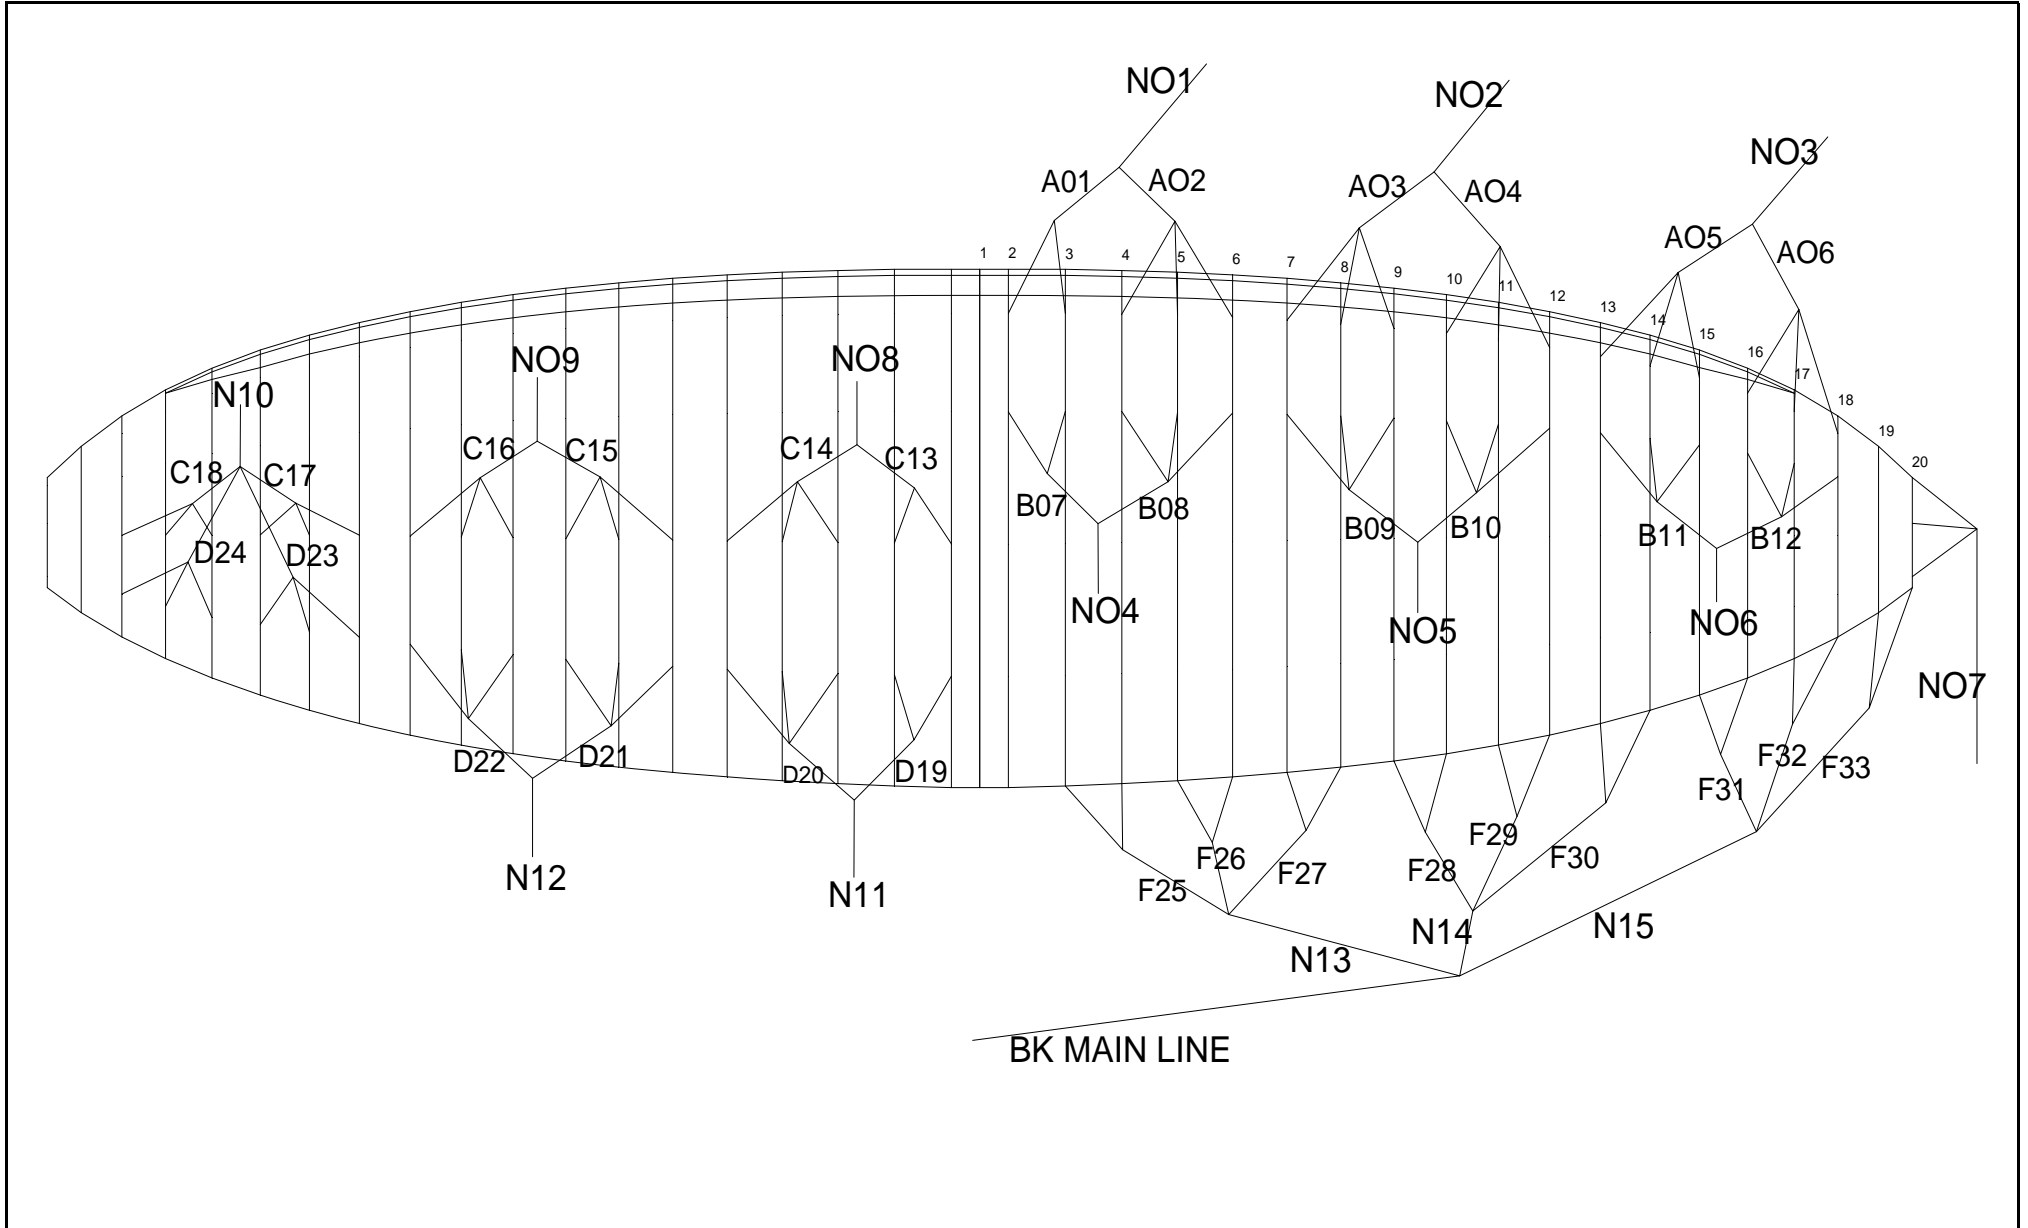 NO1
NO2
NO3
A01
AO2
AO3
AO4
AO5
AO6
1
2
3
4
5
6
7
8
9
10
11
12
13
14
15
16
17
18
19
20
N10
NO9
NO8
C18
C17
C16
C15
C14
C13
B07
B08
B09
B10
B11
B12
D24
D23
NO4
NO5
NO6
NO7
D22
D21
D20
D19
N12
N11
F25
F26
F27
F28
F29
F30
F31
F32
F33
N13
N14
N15
BK MAIN LINE